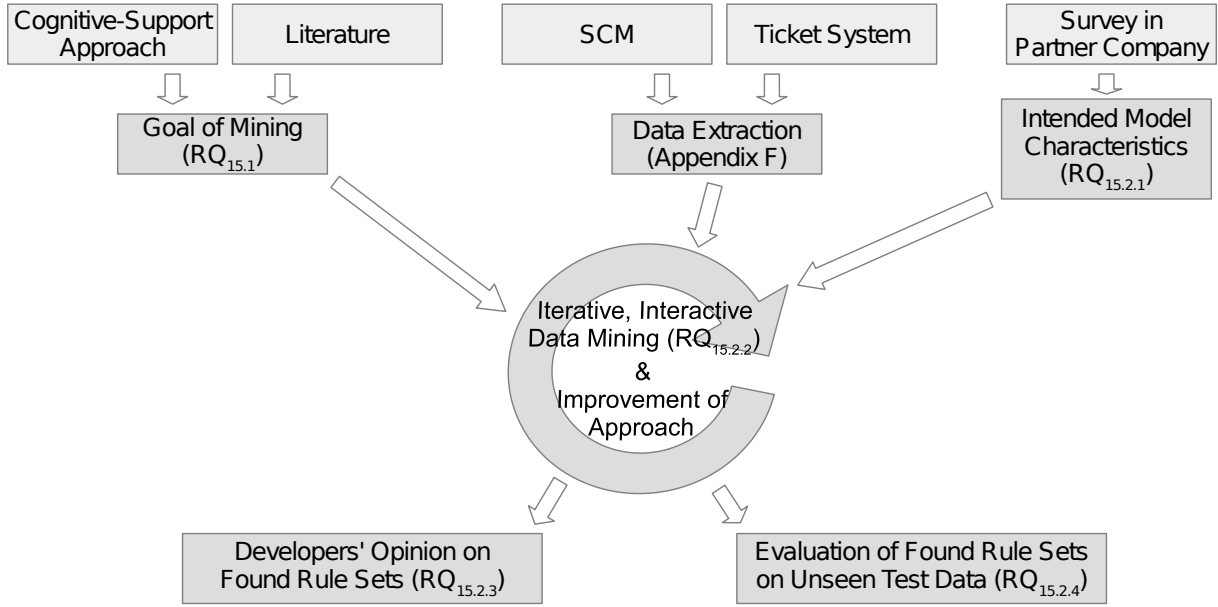 Cognitive-Support
Approach
Literature
SCM
Ticket System
Survey in
Partner Company
Goal of Mining
(RQ15.1)
Data Extraction
(Appendix F)
Intended Model
Characteristics
(RQ15.2.1)
Iterative, Interactive
Data Mining (RQ15.2.2)
&
Improvement of
Approach
Developers' Opinion on
Found Rule Sets (RQ15.2.3)
Evaluation of Found Rule Sets
on Unseen Test Data (RQ15.2.4)